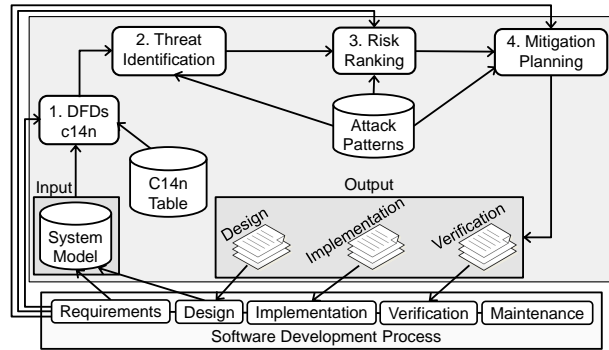 2. Threat
Identification
3. Risk
Ranking
4. Mitigation
Planning
1. DFDs
c14n
Attack
Patterns
C14n
Table
Input
Output
System
Model
Design
Implementation
Verification
Requirements
Design
Implementation
Verification
Maintenance
Software Development Process